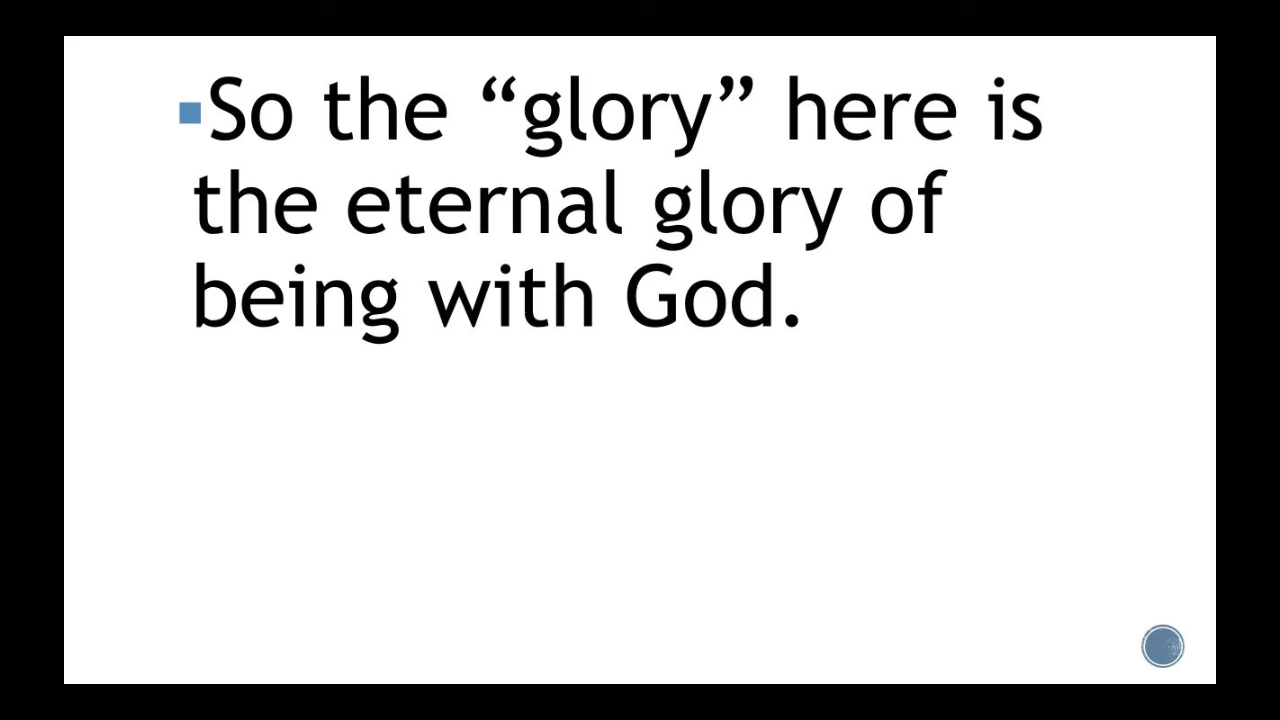 ▪So the “glory” here is
the eternal glory of
being with God.